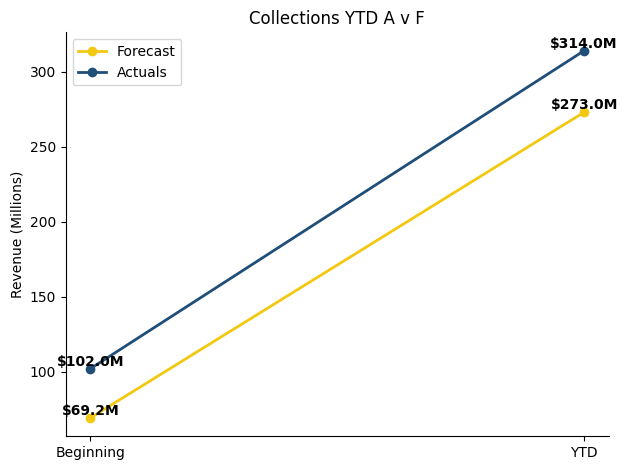 Collections YTD A v F
Forecast
Actuals
$314.0M
$273.0M
$102.0M
$69.2M
Revenue (Millions)
300
250
200
150
100
Beginning
YTD